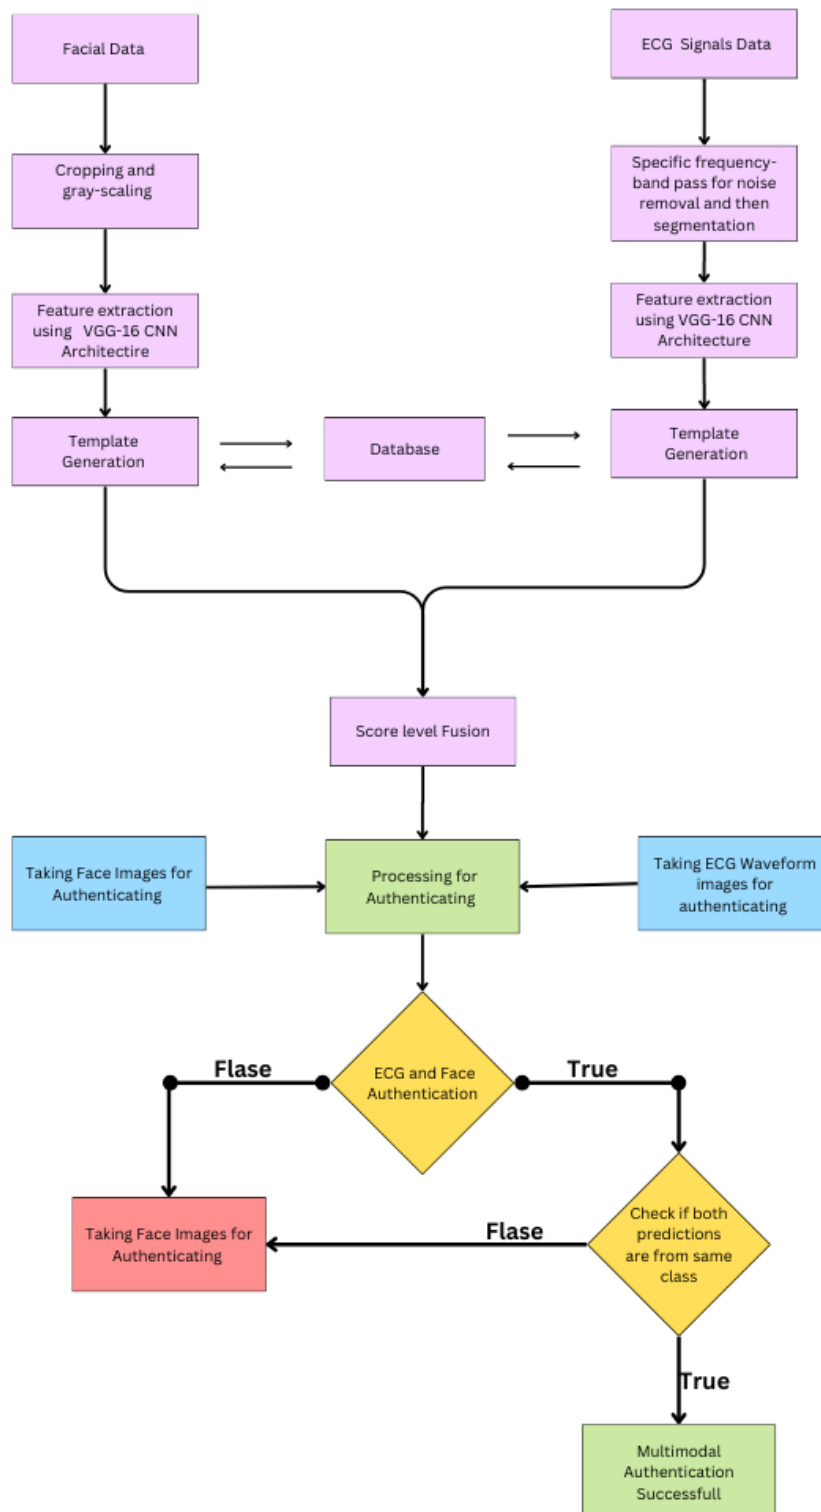 Facial Data
ECG Signals Data
Cropping and
gray-scaling
Specific frequency-
band pass for noise
removal and then
segmentation
Feature extraction
using VGG-16 CNN
Architectire
Feature extraction
using VGG-16 CNN
Architecture
Template
Generation
Database
Template
Generation
Score level Fusion
Taking Face Images for
Authenticating
Processing for
Authenticating
Taking ECG Waveform
images for
authenticating
ECG and Face
Authentication
Flase
True
Taking Face Images for
Authenticating
Flase
Check if both
predictions
are from same
class
True
Multimodal
Authentication
Successfull